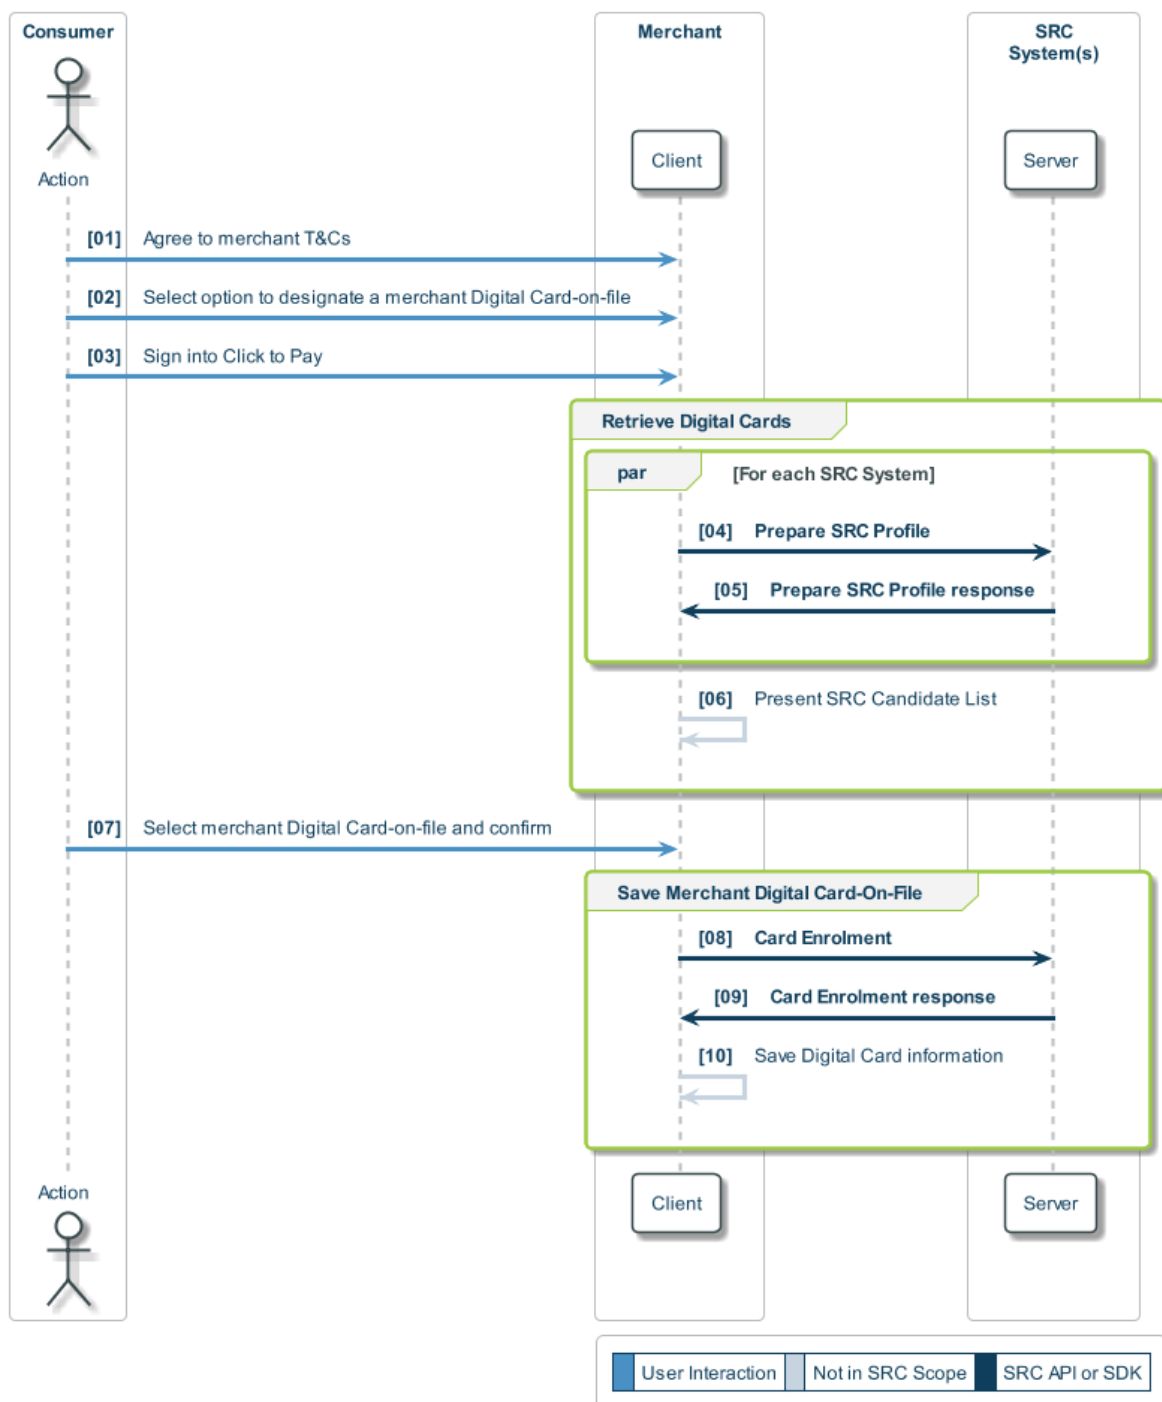 Consumer
Merchant
SRC
System(s)
Action
Client
Server
[01] Agree to merchant T&Cs
[02] Select option to designate a merchant Digital Card-on-file
[03] Sign into Click to Pay
Retrieve Digital Cards
par [For each SRC System]
[04] Prepare SRC Profile
[05] Prepare SRC Profile response
[06] Present SRC Candidate List
[07] Select merchant Digital Card-on-file and confirm
Save Merchant Digital Card-On-File
[08] Card Enrolment
[09] Card Enrolment response
[10] Save Digital Card information
Action
Client
Server
User Interaction
Not in SRC Scope
SRC API or SDK